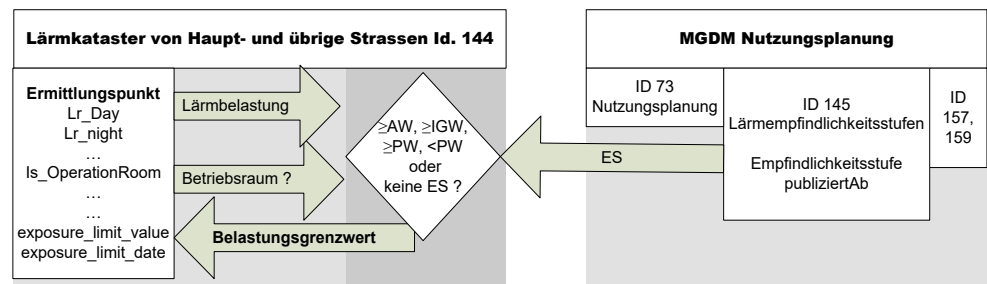 Lärmkataster von Haupt- und übrige Strassen Id. 144
Ermittlungspunkt
Lr_Day
Lr_night
…
Is_OperationRoom
…
…
exposure_limit_value
exposure_limit_date
Lärmbelastung
Betriebsraum ?
Belastungsgrenzwert
≥AW, ≥IGW,
≥PW, <PW
oder
keine ES ?
MGDM Nutzungsplanung
ID 73
Nutzungsplanung
ID 145
Lärmempfindlichkeitsstufen
Empfindlichkeitsstufe
publiziertAb
ID
157,
159
ES